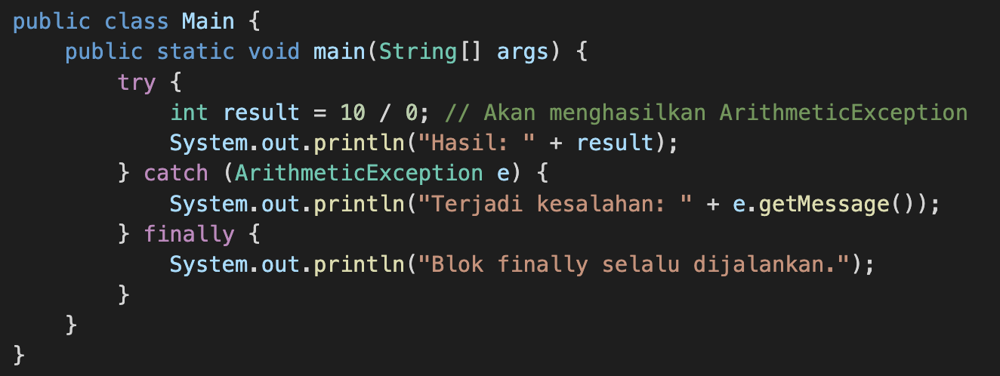 public class Main {
    public static void main(String[] args) {
        try {
            int result = 10 / 0; // Akan menghasilkan ArithmeticException
            System.out.println("Hasil: " + result);
        } catch (ArithmeticException e) {
            System.out.println("Terjadi kesalahan: " + e.getMessage());
        } finally {
            System.out.println("Blok finally selalu dijalankan.");
        }
    }
}